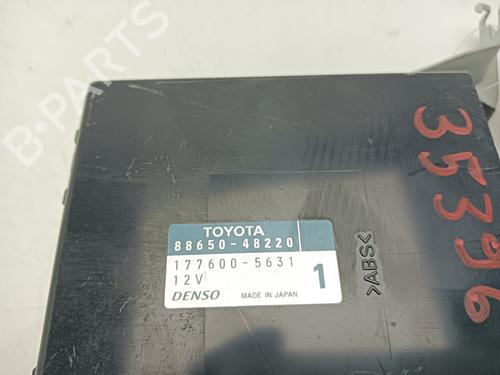 B-PARTS
TOYOTA
88650-48220
177600-5631
12V
1
DENSO MADE IN JAPAN
>ABS<
35396